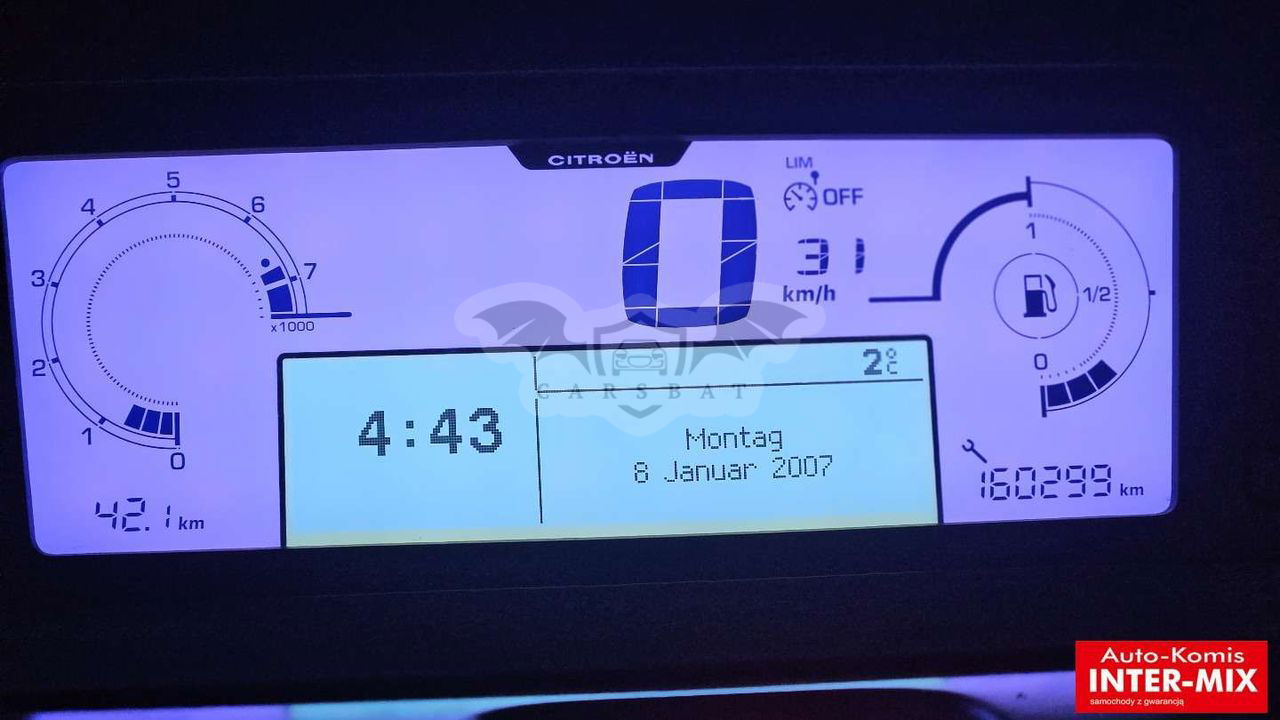 CITROËN
5
4
6
3
7
2
x1000
1
0
42.1 km
0
LIM
OFF
31
km/h
1
1/2
0
2°C
4:43
Montag
8 Januar 2007
160299 km
CARSBAT
Auto-Komis
INTER-MIX
samochody z gwarancją